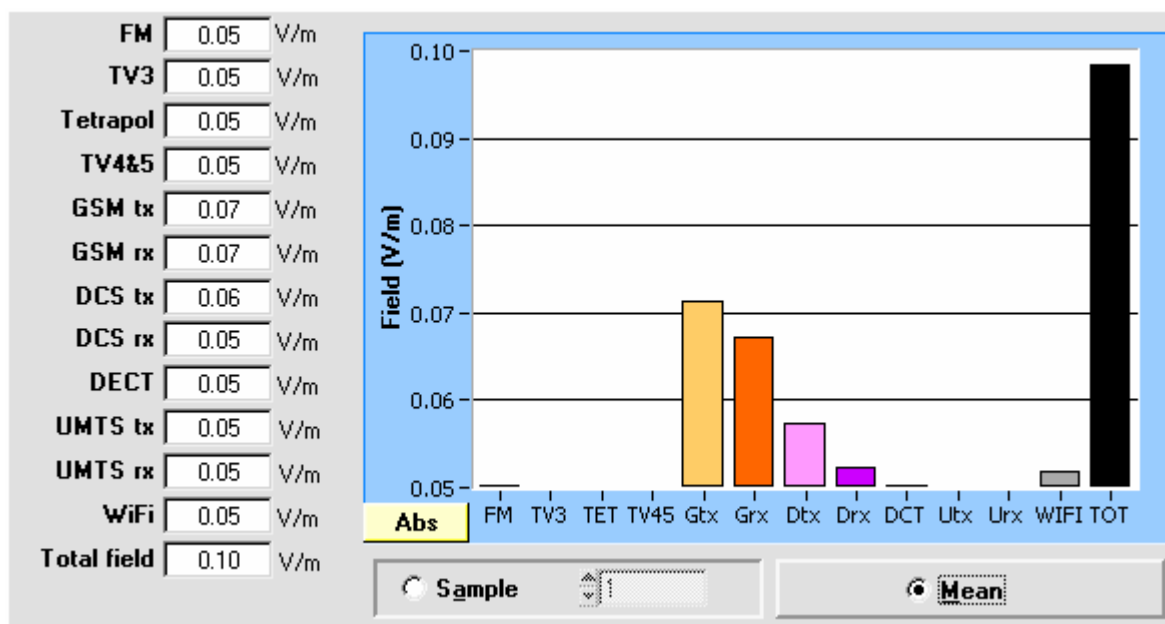 FM 0.05 V/m
TV3 0.05 V/m
Tetrapol 0.05 V/m
TV4&5 0.05 V/m
GSM tx 0.07 V/m
GSM rx 0.07 V/m
DCS tx 0.06 V/m
DCS rx 0.05 V/m
DECT 0.05 V/m
UMTS tx 0.05 V/m
UMTS rx 0.05 V/m
WiFi 0.05 V/m
Total field 0.10 V/m
Field (V/m)
0.10
0.09
0.08
0.07
0.06
0.05
FM TV3 TET TV45 Gtx Grx Dtx Drx DCT Utx Urx WIFI TOT
Abs
Sample 1
Mean